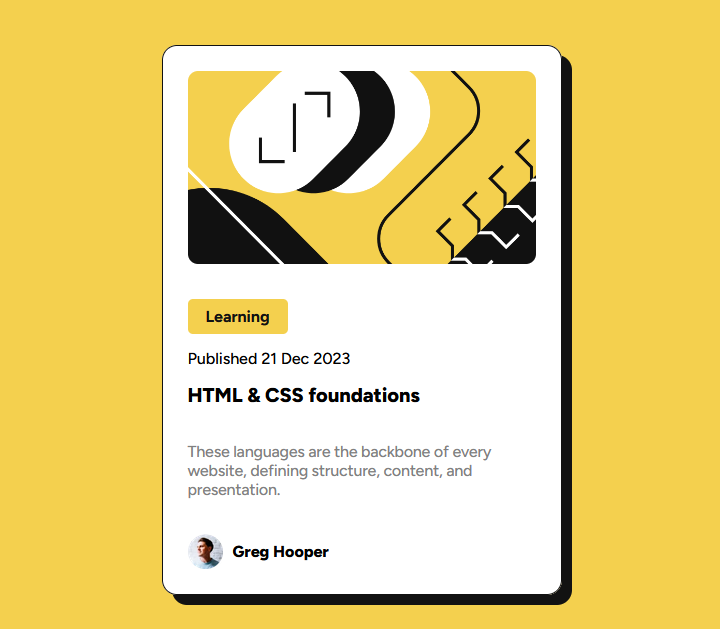 Learning
Published 21 Dec 2023
HTML & CSS foundations
These languages are the backbone of every
website, defining structure, content, and
presentation.
Greg Hooper